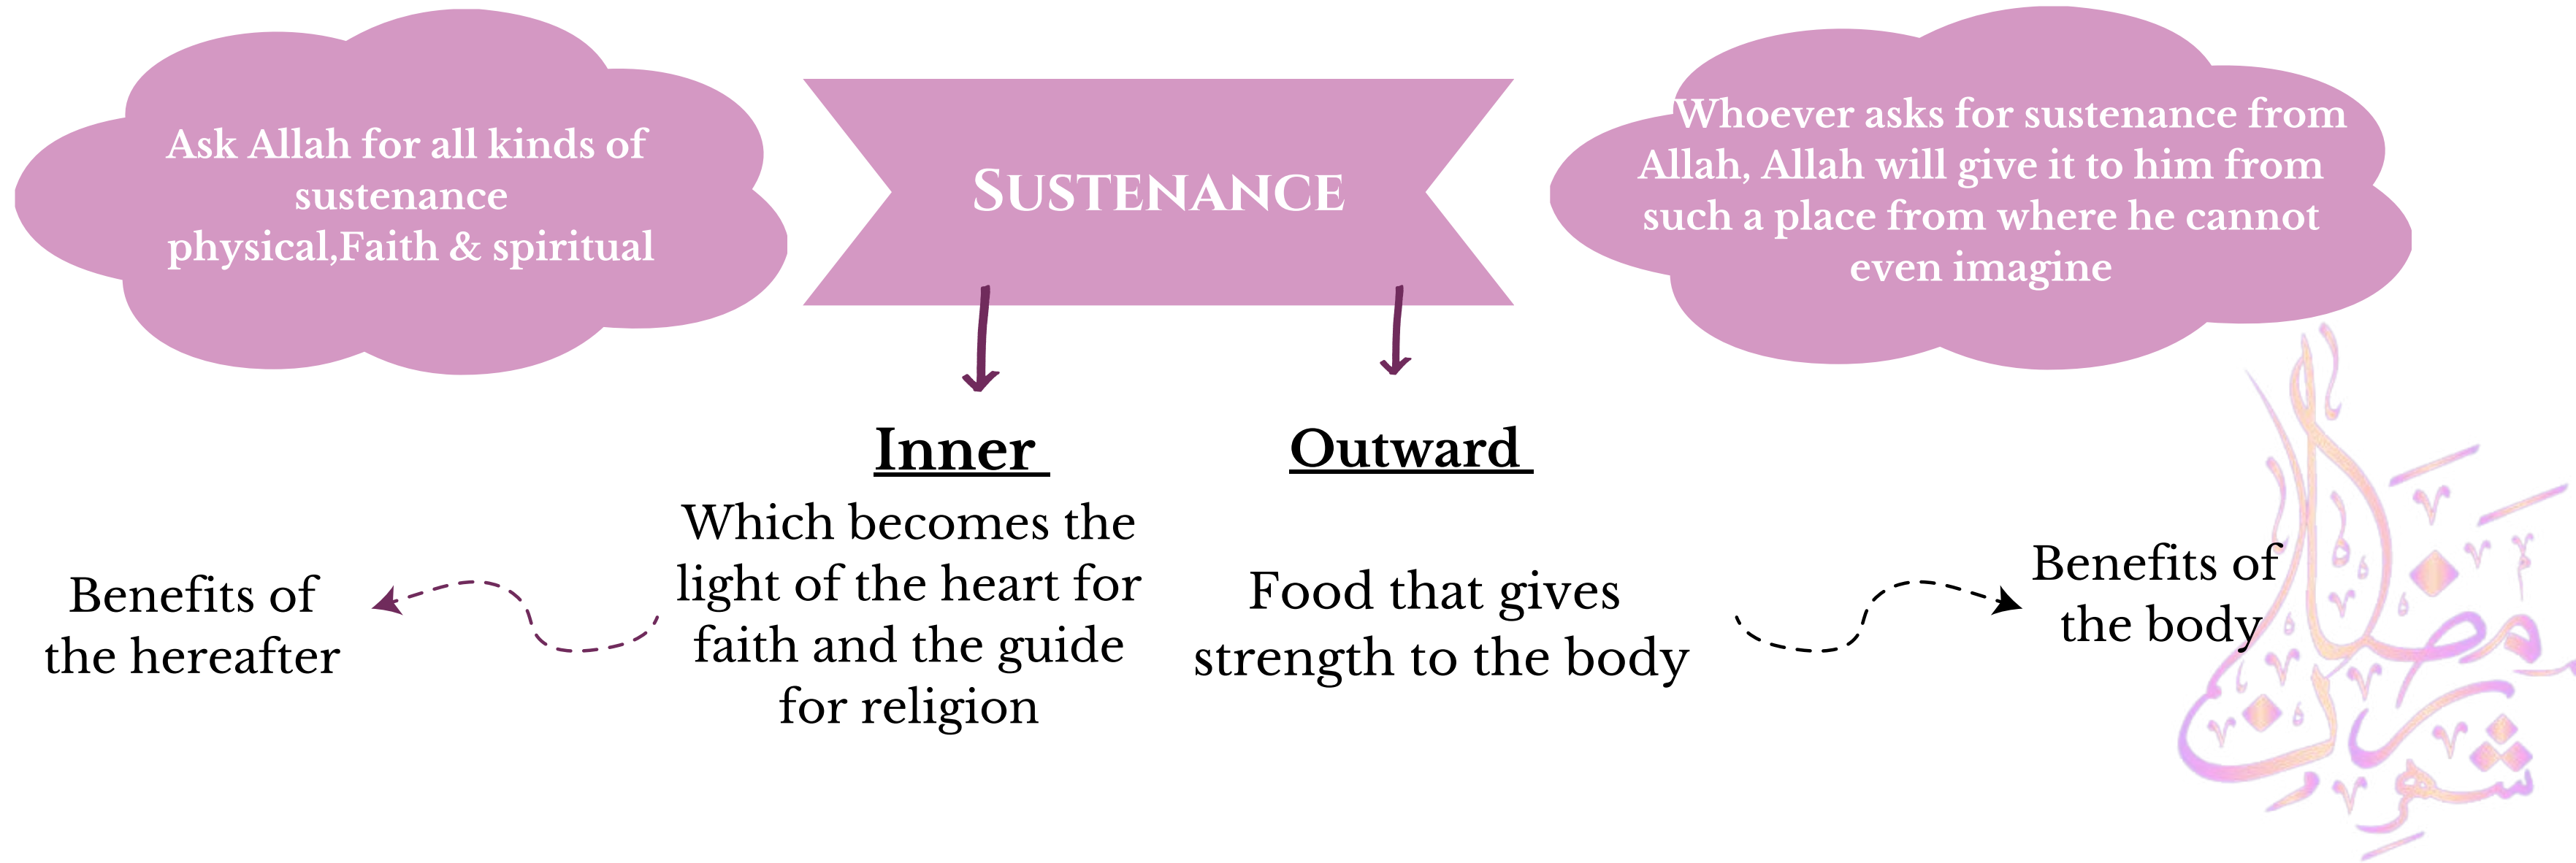 Ask Allah for all kinds of
sustenance
physical,Faith & spiritual
SUSTENANCE
Whoever asks for sustenance from
Allah, Allah will give it to him from
such a place from where he cannot
even imagine
Inner
Which becomes the
light of the heart for
faith and the guide
for religion
Benefits of
the hereafter
Outward
Food that gives
strength to the body
Benefits of
the body
شهر رمضان